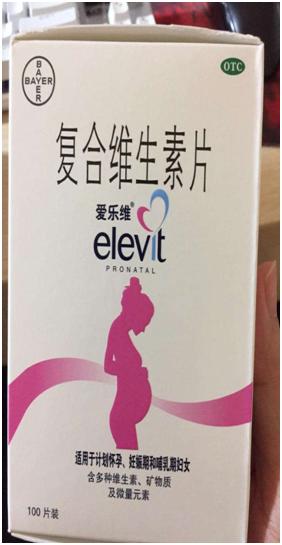 BAYER
BAYER
OTC
复合维生素片
爱乐维®
elevit
PRONATAL
适用于计划怀孕、妊娠期和哺乳期妇女
含多种维生素、矿物质
及微量元素
100片装